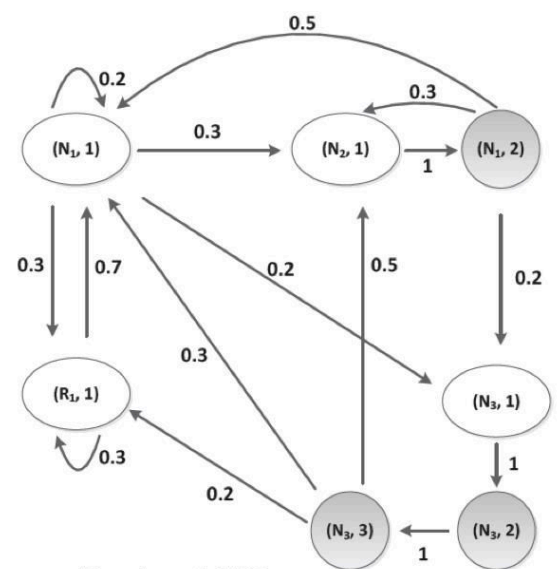 0.5
0.2
0.3
(N₁, 1)
0.3
(N₂, 1)
1
(N₁, 2)
0.3
0.7
0.2
0.5
0.2
0.3
(R₁, 1)
(N₃, 1)
0.3
0.2
1
(N₃, 3)
1
(N₃, 2)